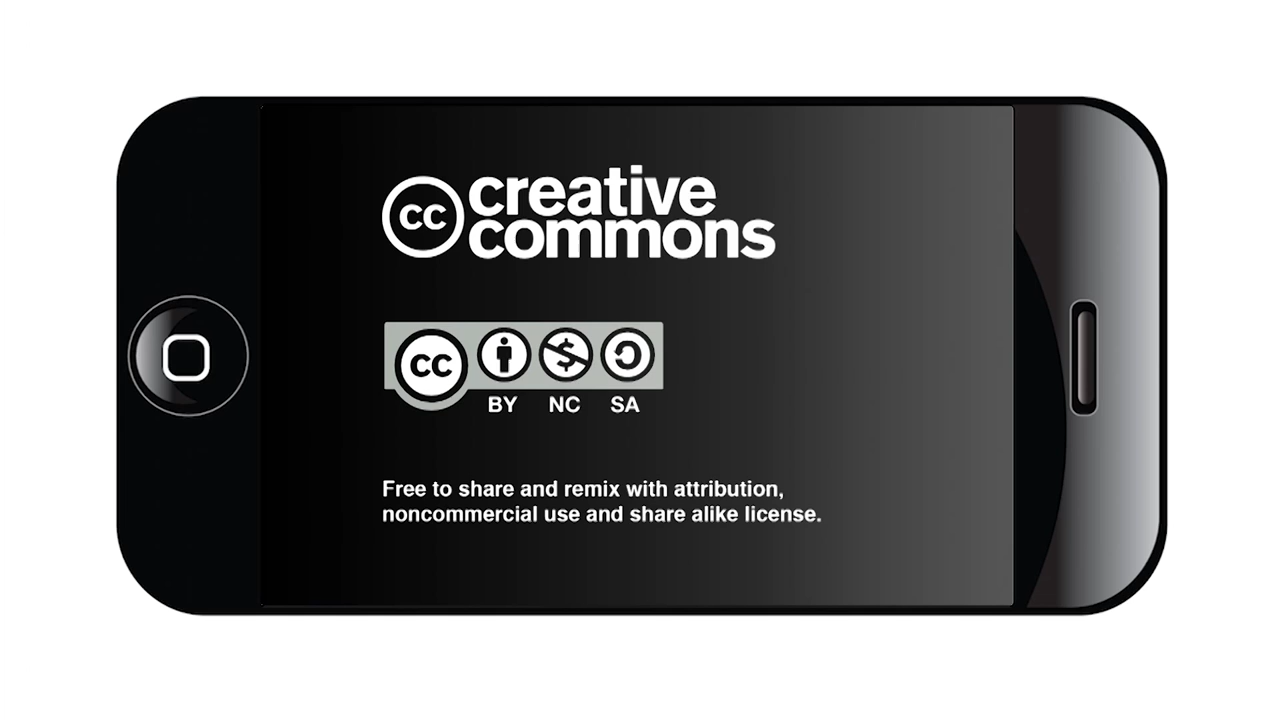 cc creative
commons
cc
BY NC SA
Free to share and remix with attribution,
noncommercial use and share alike license.